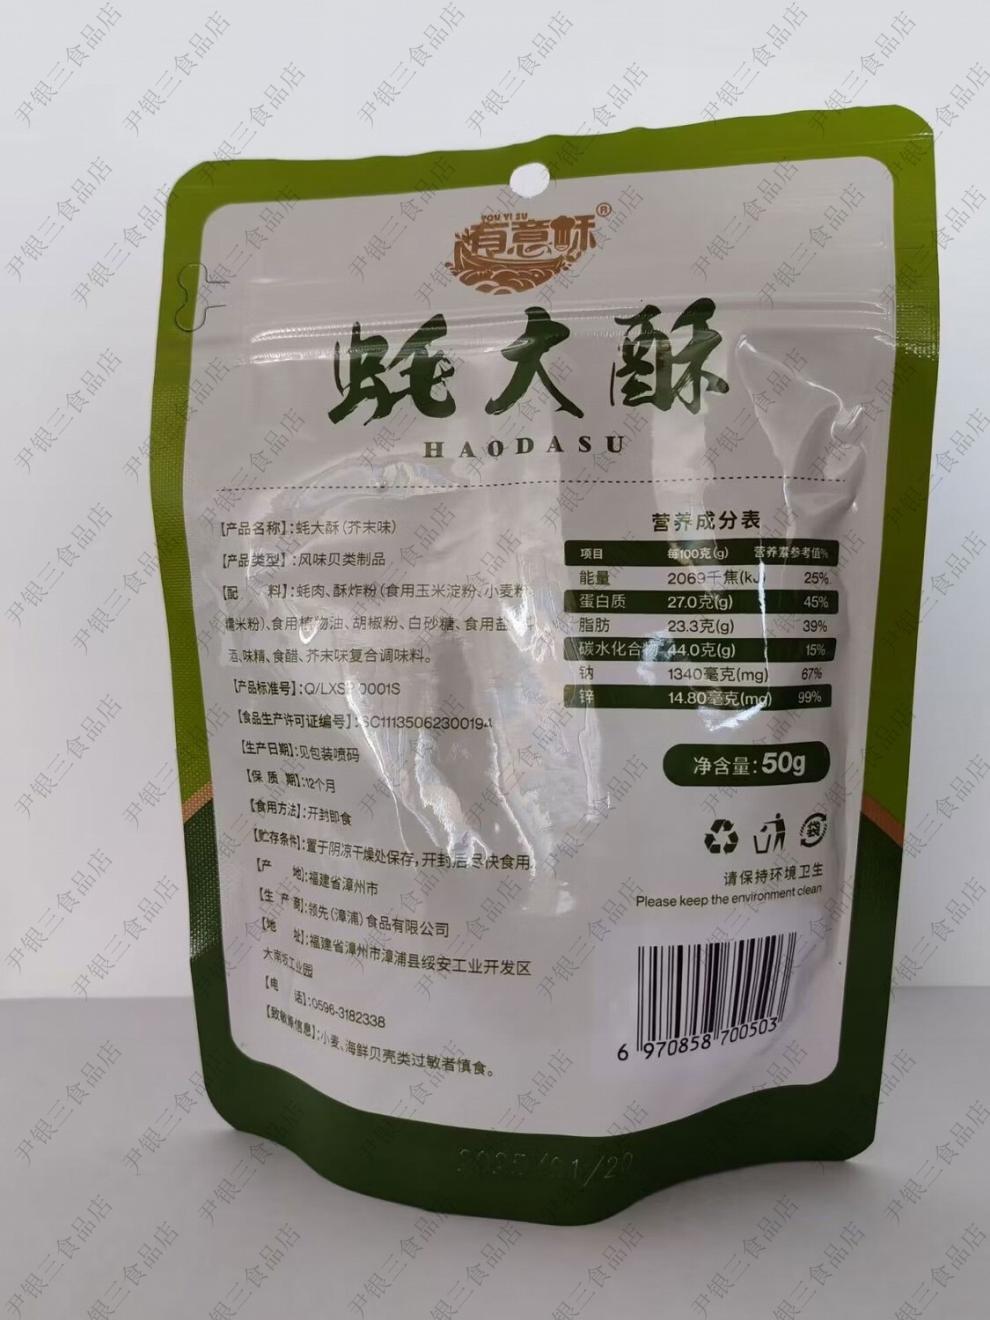 YOU YI SU
有意酥®
蚝大酥
HAODASU
【产品名称】:蚝大酥(芥末味)
【产品类型】:风味贝类制品
【配 料】:蚝肉、酥炸粉(食用玉米淀粉、小麦粉、
糯米粉)、食用植物油、胡椒粉、白砂糖、食用盐、
酒、味精、食醋、芥末味复合调味料。
【产品标准号】:Q/LXSP 0001S
【食品生产许可证编号】:SC11135062300194
【生产日期】:见包装喷码
【保 质 期】:12个月
【食用方法】:开封即食
【贮存条件】:置于阴凉干燥处保存,开封后尽快食用
【产 地】:福建省漳州市
【生 产 商】:领先(漳浦)食品有限公司
【地 址】:福建省漳州市漳浦县绥安工业开发区
大南坂工业园
【电 话】:0596-3182338
【致敏源信息】:小麦、海鲜贝壳类过敏者慎食。
营养成分表
项目 每100克(g) 营养素参考值%
能量 2069千焦(kJ) 25%
蛋白质 27.0克(g) 45%
脂肪 23.3克(g) 39%
碳水化合物 44.0克(g) 15%
钠 1340毫克(mg) 67%
锌 14.80毫克(mg) 99%
净含量:50g
袋
请保持环境卫生
Please keep the environment clean
6 970858 700503
尹银三食品店